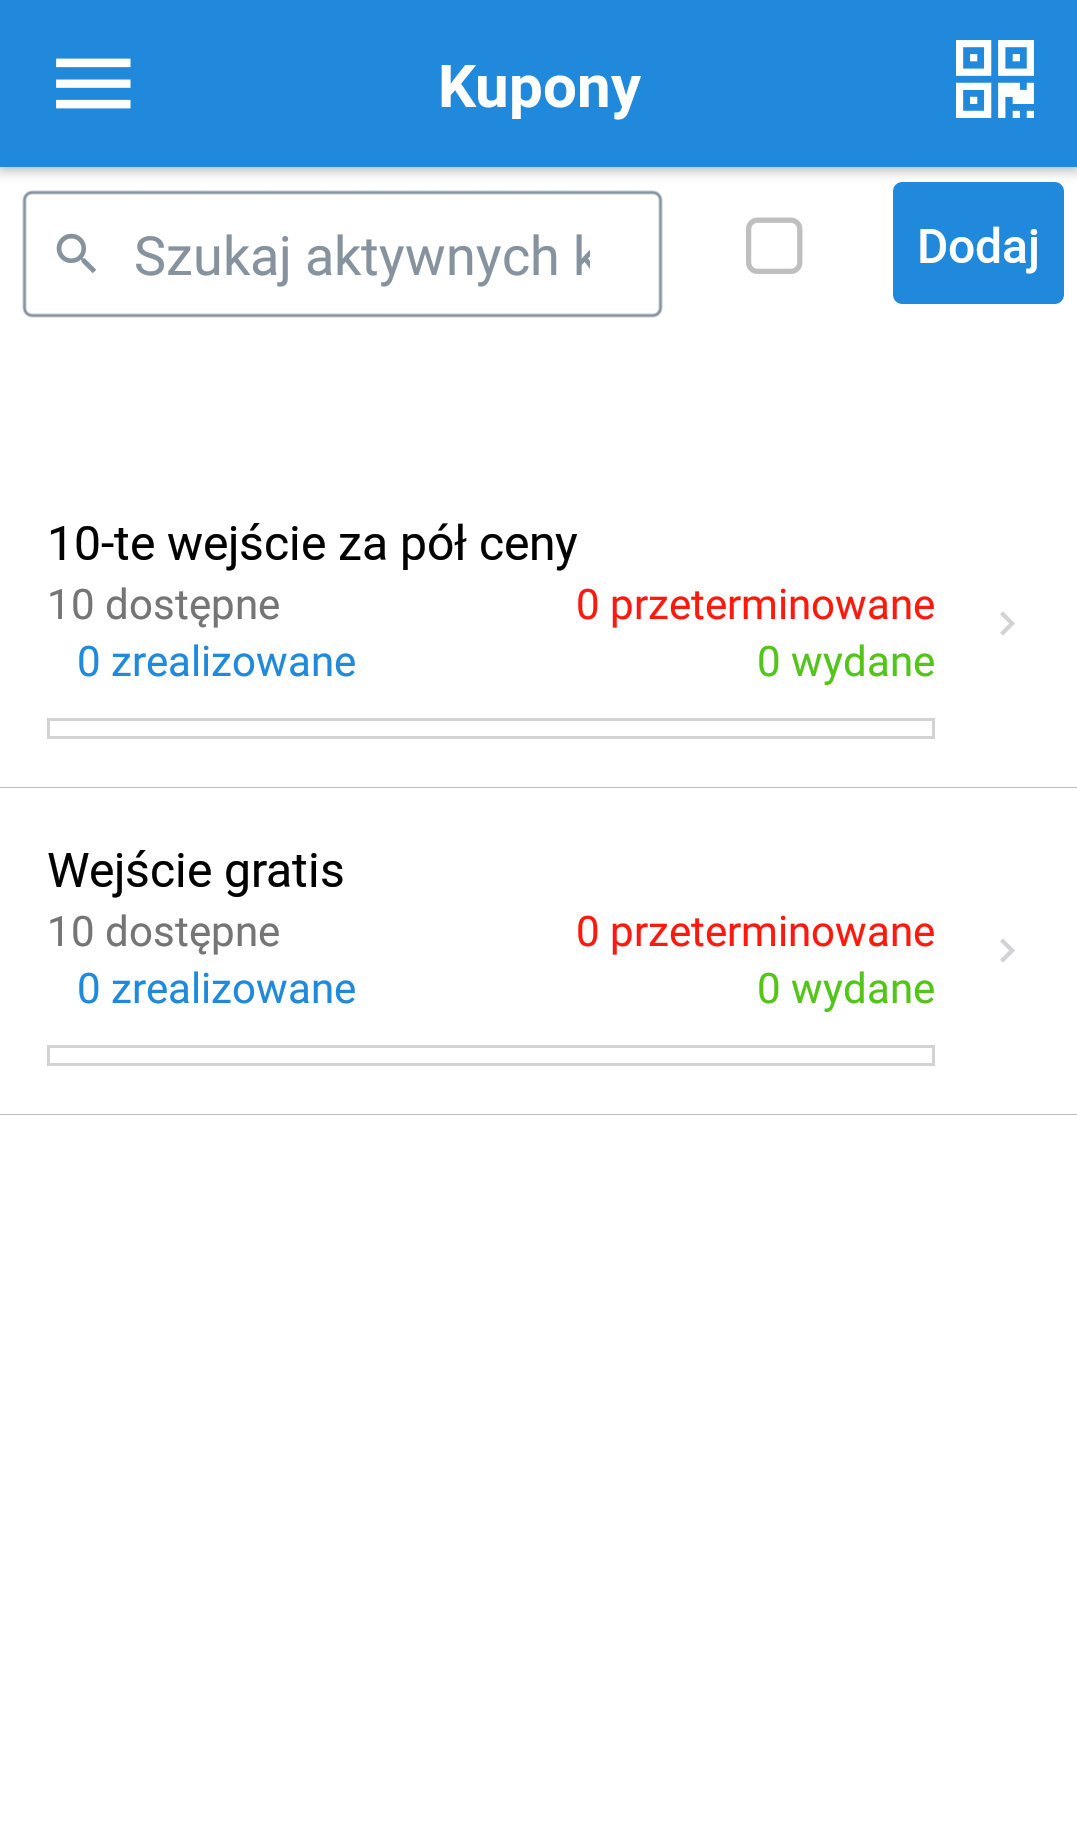 Kupony
Szukaj aktywnych
Dodaj
10-te wejście za pół ceny
10 dostępne
0 przeterminowane
0 zrealizowane
0 wydane
Wejście gratis
10 dostępne
0 przeterminowane
0 zrealizowane
0 wydane